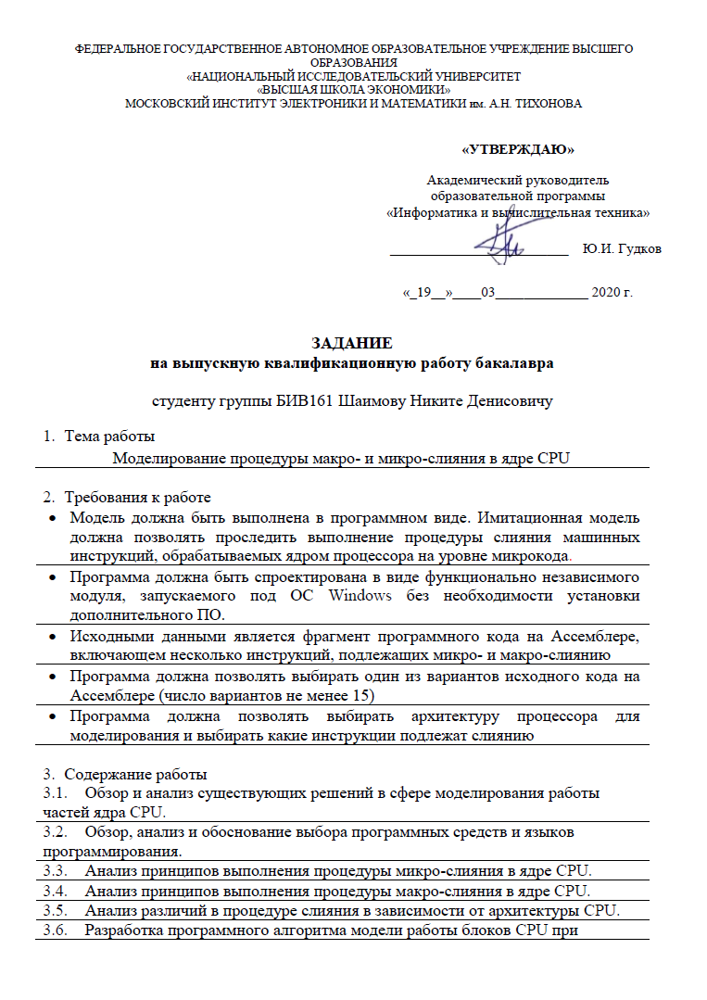 ФЕДЕРАЛЬНОЕ ГОСУДАРСТВЕННОЕ АВТОНОМНОЕ ОБРАЗОВАТЕЛЬНОЕ УЧРЕЖДЕНИЕ ВЫСШЕГО
ОБРАЗОВАНИЯ
«НАЦИОНАЛЬНЫЙ ИССЛЕДОВАТЕЛЬСКИЙ УНИВЕРСИТЕТ
«ВЫСШАЯ ШКОЛА ЭКОНОМИКИ»
МОСКОВСКИЙ ИНСТИТУТ ЭЛЕКТРОНИКИ И МАТЕМАТИКИ им. А.Н. ТИХОНОВА
«УТВЕРЖДАЮ»
Академический руководитель
образовательной программы
«Информатика и вычислительная техника»
_________________________ Ю.И. Гудков
«_19__»____03_____________ 2020 г.
ЗАДАНИЕ
на выпускную квалификационную работу бакалавра
студенту группы БИВ161 Шаимову Никите Денисовичу
1. Тема работы
Моделирование процедуры макро- и микро-слияния в ядре CPU
2. Требования к работе
• Модель должна быть выполнена в программном виде. Имитационная модель
должна позволять проследить выполнение процедуры слияния машинных
инструкций, обрабатываемых ядром процессора на уровне микрокода.
• Программа должна быть спроектирована в виде функционально независимого
модуля, запускаемого под ОС Windows без необходимости установки
дополнительного ПО.
• Исходными данными является фрагмент программного кода на Ассемблере,
включающем несколько инструкций, подлежащих микро- и макро-слиянию
• Программа должна позволять выбирать один из вариантов исходного кода на
Ассемблере (число вариантов не менее 15)
• Программа должна позволять выбирать архитектуру процессора для
моделирования и выбирать какие инструкции подлежат слиянию
3. Содержание работы
3.1. Обзор и анализ существующих решений в сфере моделирования работы
частей ядра CPU.
3.2. Обзор, анализ и обоснование выбора программных средств и языков
программирования.
3.3. Анализ принципов выполнения процедуры микро-слияния в ядре CPU.
3.4. Анализ принципов выполнения процедуры макро-слияния в ядре CPU.
3.5. Анализ различий в процедуре слияния в зависимости от архитектуры CPU.
3.6. Разработка программного алгоритма модели работы блоков CPU при